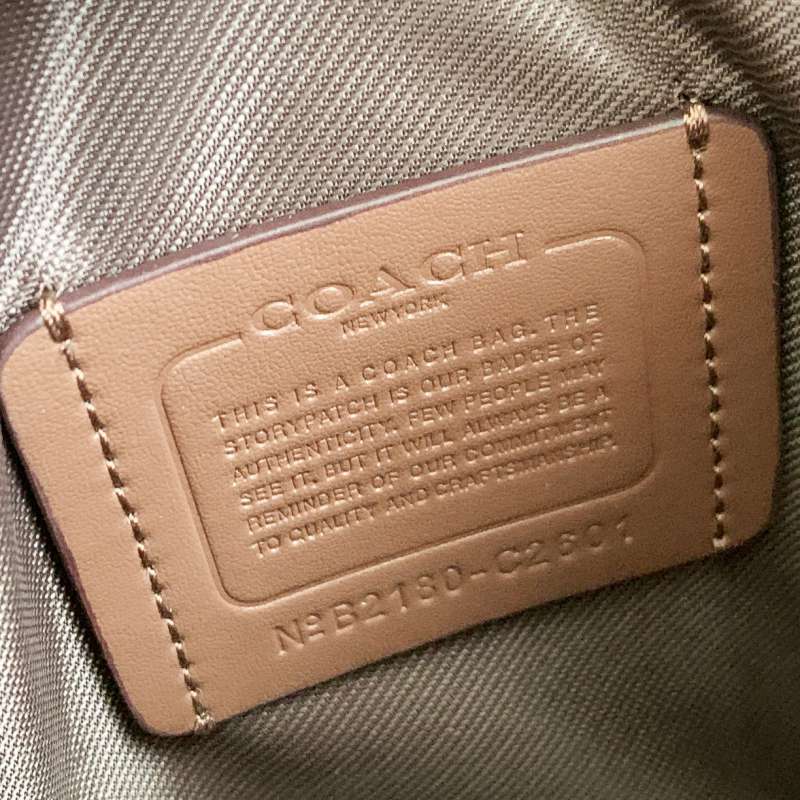 COACH
NEW YORK
THIS IS A COACH BAG. THE
STORYPATCH IS OUR BADGE OF
AUTHENTICITY. FEW PEOPLE MAY
SEE IT, BUT IT WILL ALWAYS BE A
REMINDER OF OUR COMMITMENT
TO QUALITY AND CRAFTSMANSHIP.
Nº B2180-C2601